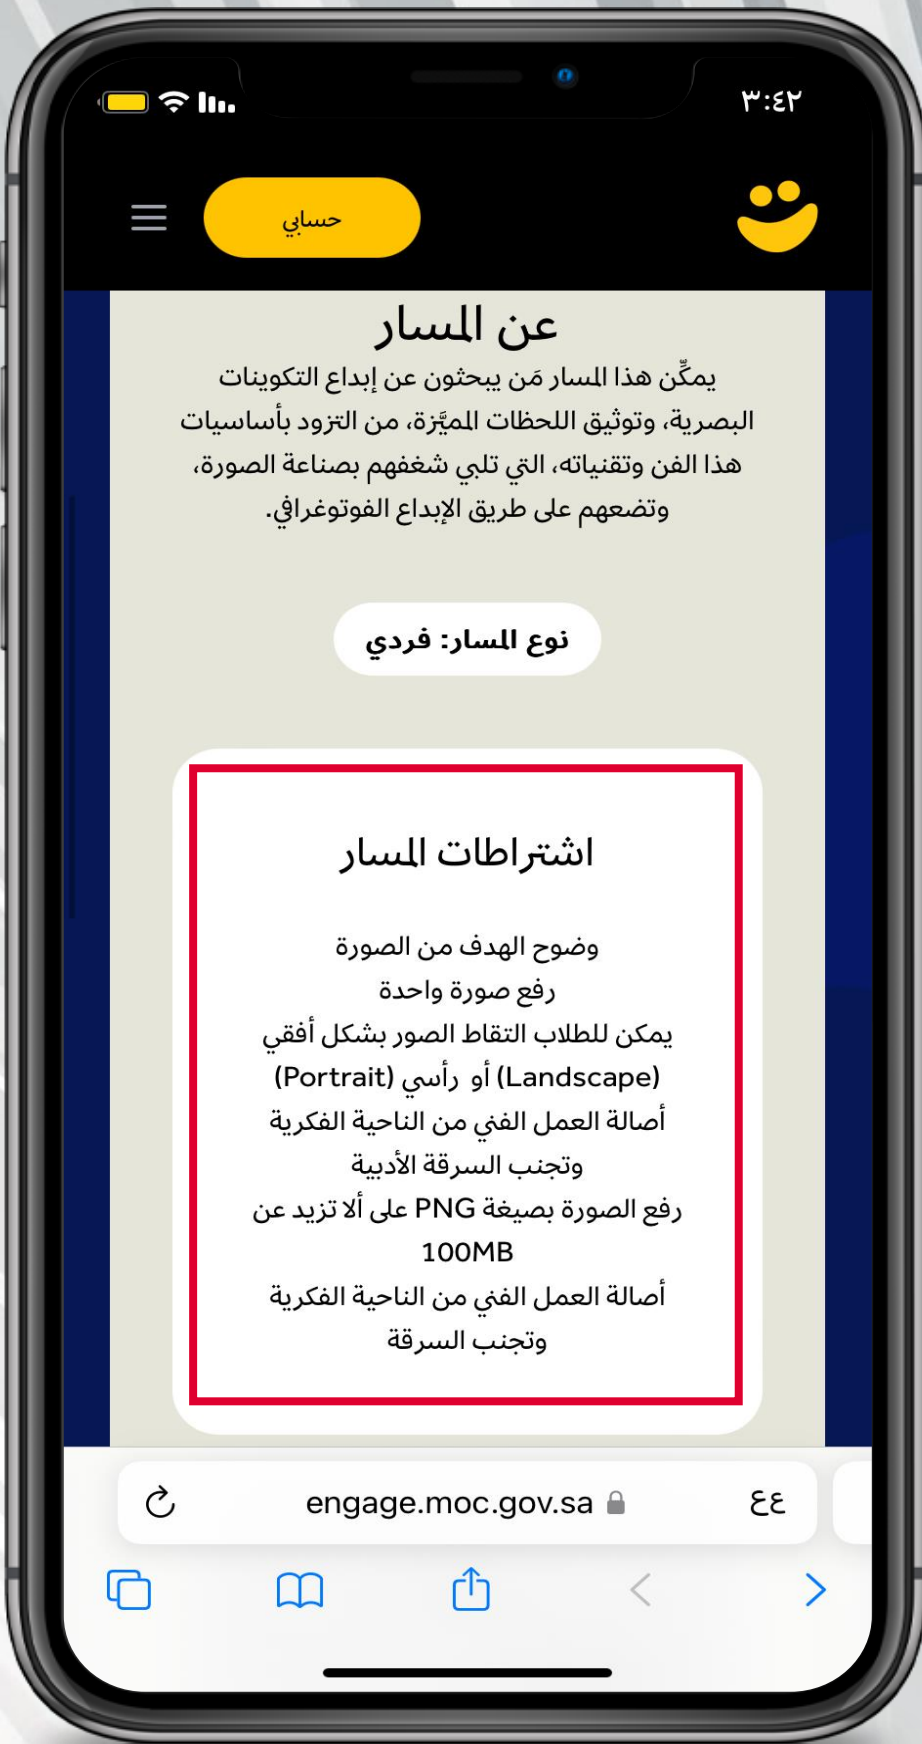 ٣:٤٢
حسابي
عن المسار
يمكِّن هذا المسار مَن يبحثون عن إبداع التكوينات
البصرية، وتوثيق اللحظات المميَّزة، من التزود بأساسيات
هذا الفن وتقنياته، التي تلبي شغفهم بصناعة الصورة،
وتضعهم على طريق الإبداع الفوتوغرافي.
نوع المسار: فردي
اشتراطات المسار
وضوح الهدف من الصورة
رفع صورة واحدة
يمكن للطلاب التقاط الصور بشكل أفقي
(Landscape) أو رأسي (Portrait)
أصالة العمل الفني من الناحية الفكرية
وتجنب السرقة الأدبية
رفع الصورة بصيغة PNG على ألا تزيد عن
100MB
أصالة العمل الفني من الناحية الفكرية
وتجنب السرقة
engage.moc.gov.sa
عع